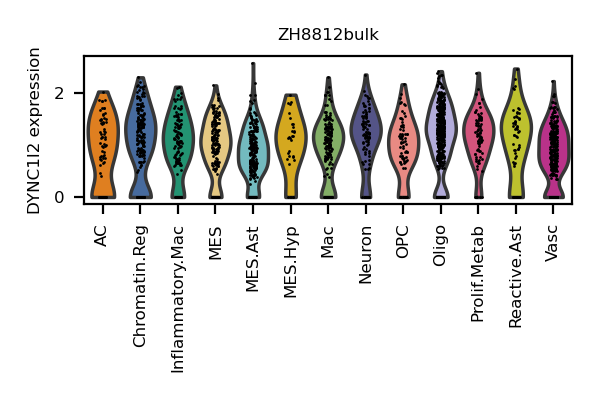 ZH8812bulk
DYNC1I2 expression
2
0
AC
Chromatin.Reg
Inflammatory.Mac
MES
MES.Ast
MES.Hyp
Mac
Neuron
OPC
Oligo
Prolif.Metab
Reactive.Ast
Vasc